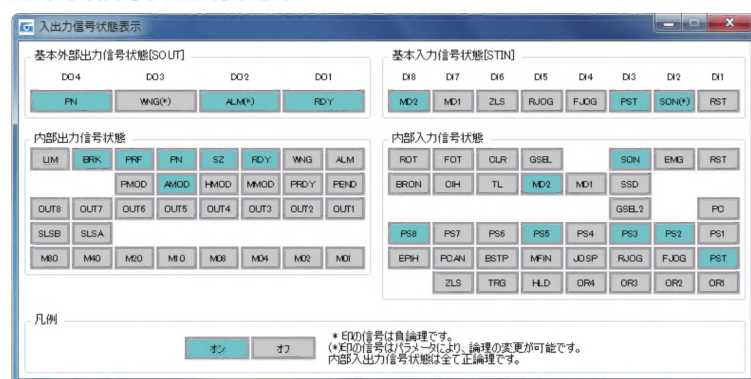 入出力信号状態表示
基本外部出力信号状態[SOUT]
DO4 DO3 DO2 DO1
PN WNG(*) ALM(*) RDY
基本入力信号状態[STIN]
DI8 DI7 DI6 DI5 DI4 DI3 DI2 DI1
MD2 MD1 ZLS RJOG FJOG PST SON(*) RST
内部出力信号状態
LIM BRK PRF PN SZ RDY WNG ALM
PMOD AMOD HMOD MMOD PRDY PEND
OUT8 OUT7 OUT6 OUT5 OUT4 OUT3 OUT2 OUT1
SLSB SLSA
M80 M40 M20 M10 M08 M04 M02 M01
内部入力信号状態
ROT FOT CLR GSEL SON EMG RST
BRON OIH TL MD2 MD1 SSD
GSEL2 PC
PS8 PS7 PS6 PS5 PS4 PS3 PS2 PS1
EPIH PCAN BSTP MFIN JOSP RJOG FJOG PST
ZLS TRG HLD OR4 OR3 OR2 OR1
凡例
オン オフ
* 印の信号は負論理です。
(*)印の信号はパラメータにより、論理の変更が可能です。
内部入出力信号状態は全て正論理です。